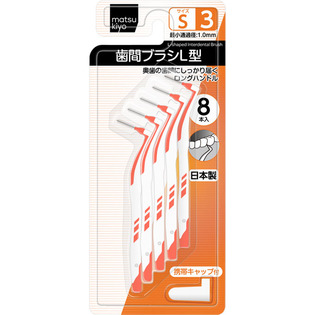 matsu
kiyo
サイズ
S 3
最小通過径:1.0mm
歯間ブラシL型
L-shaped Interdental Brush
奥歯の歯間にしっかり届く
ロングハンドル
8
本入
日本製
携帯キャップ付